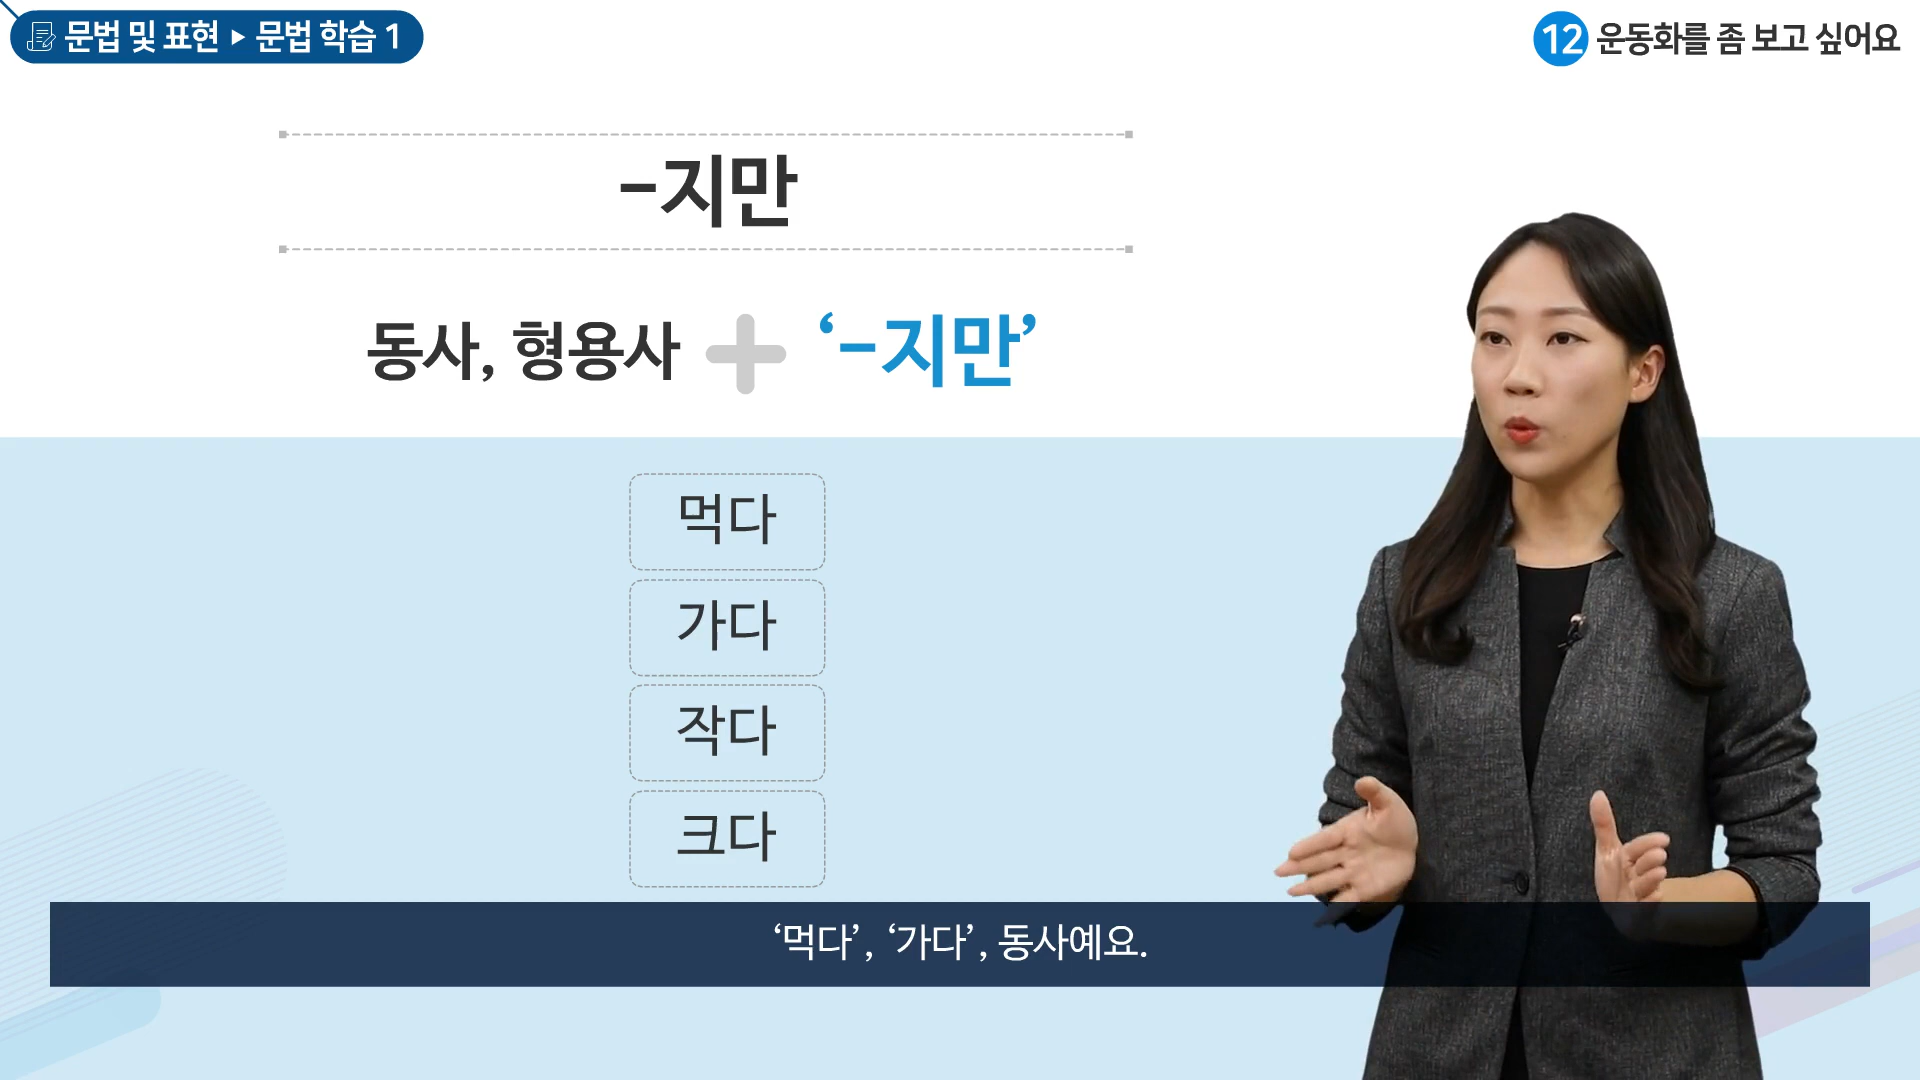 문법 및 표현 ▶ 문법 학습 1
12 운동화를 좀 보고 싶어요
-지만
동사, 형용사 + ‘-지만’
먹다
가다
작다
크다
‘먹다’, ‘가다’, 동사예요.